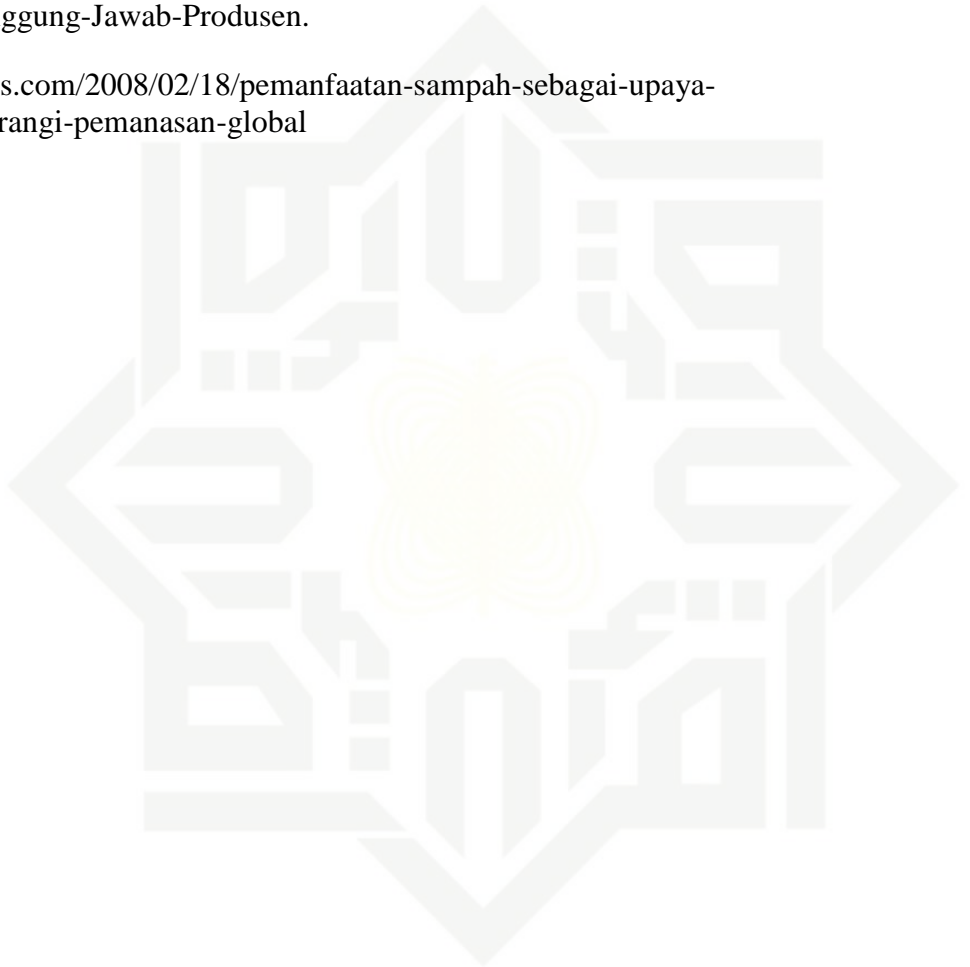 ggung-Jawab-Produsen.
s.com/2008/02/18/pemanfaatan-sampah-sebagai-upaya-
rangi-pemanasan-global